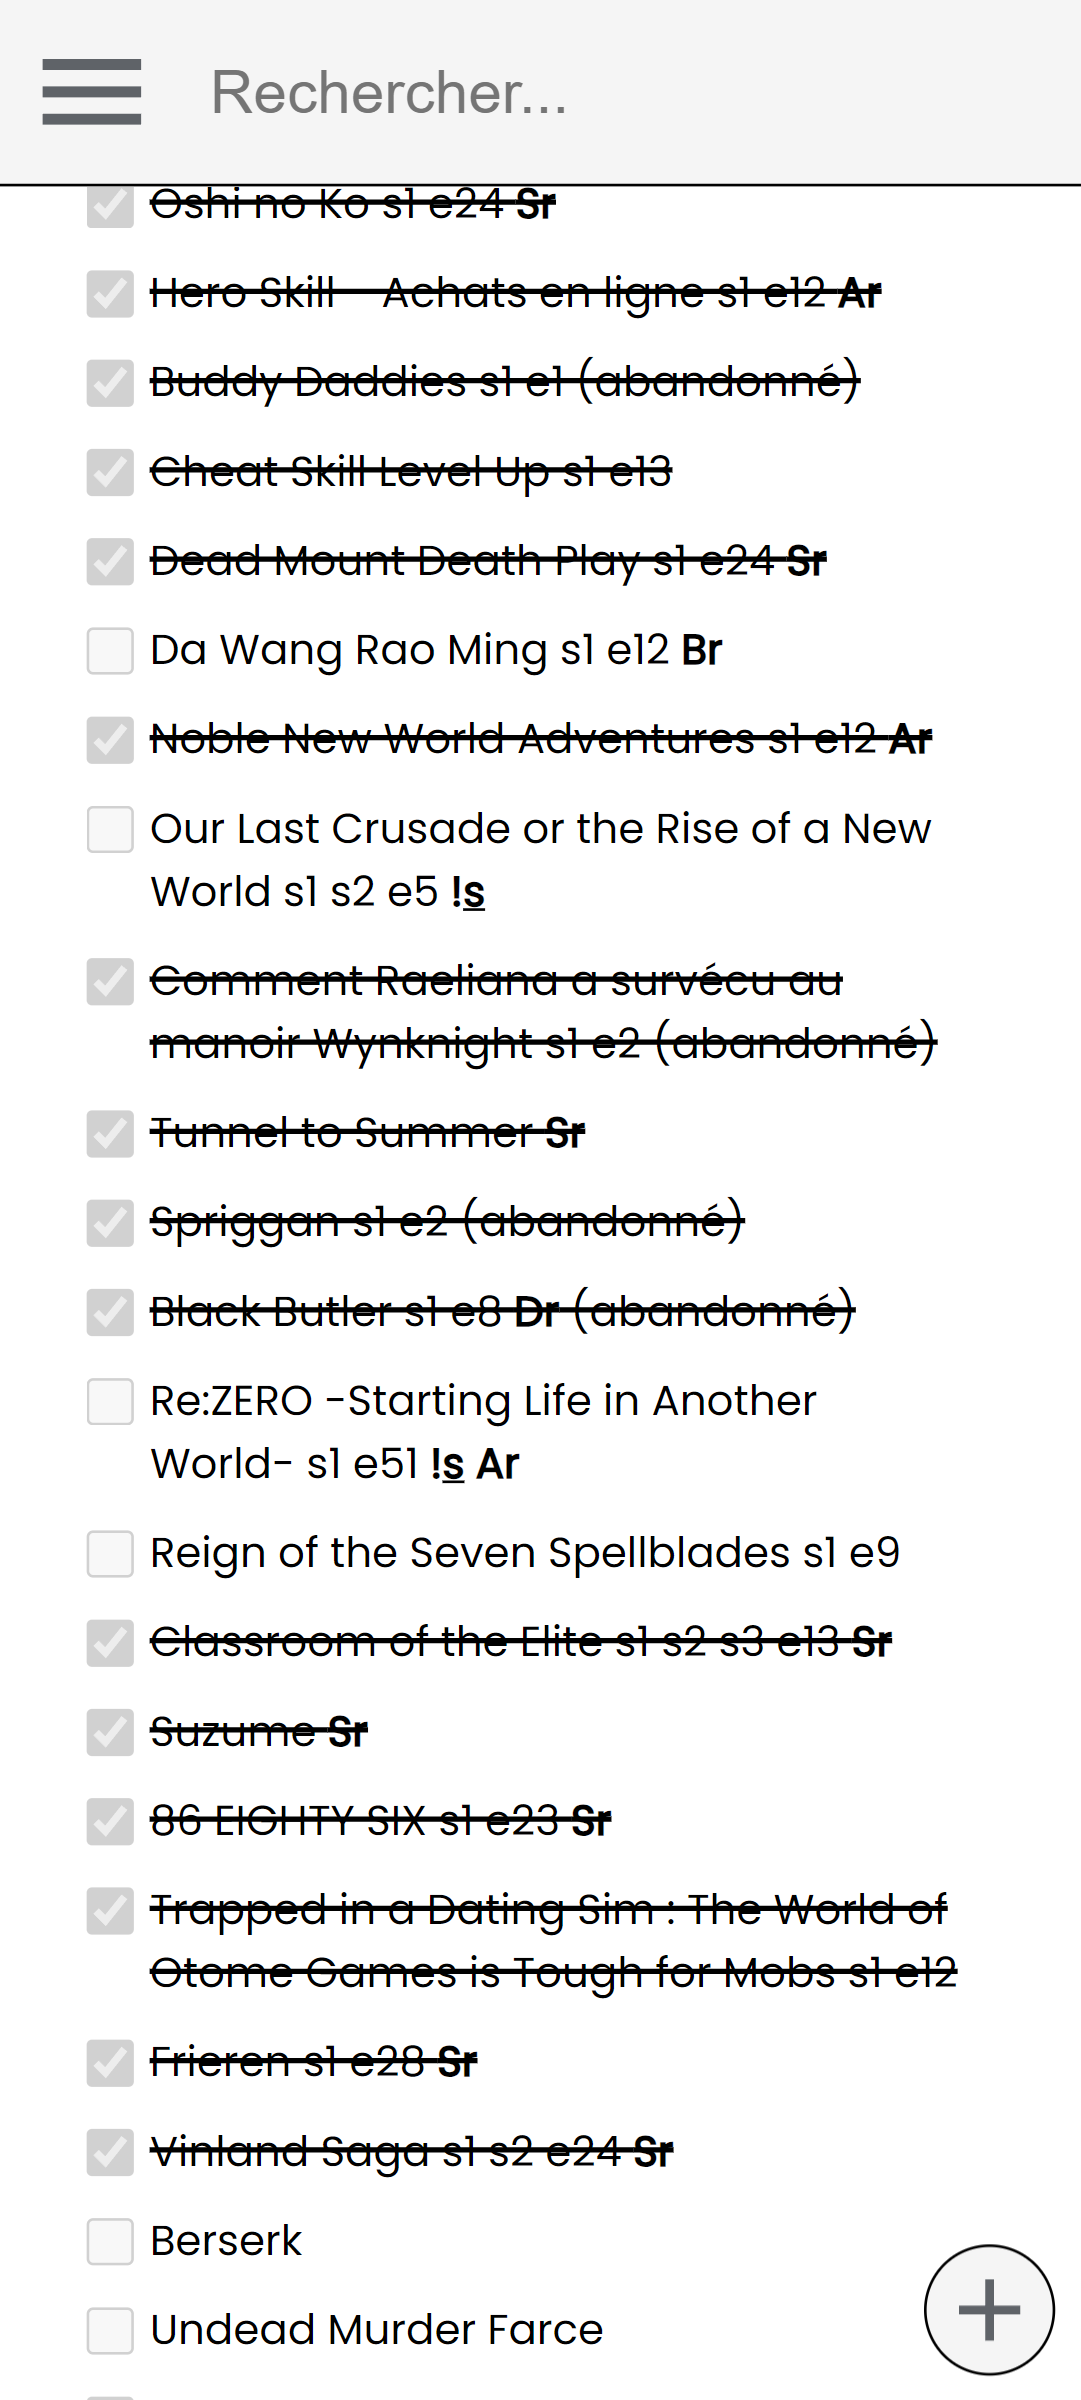 Rechercher...
Oshi no Ko s1 e24 Sr
Hero Skill - Achats en ligne s1 e12 Ar
Buddy Daddies s1 e1 (abandonné)
Cheat Skill Level Up s1 e13
Dead Mount Death Play s1 e24 Sr
Da Wang Rao Ming s1 e12 Br
Noble New World Adventures s1 e12 Ar
Our Last Crusade or the Rise of a New
World s1 s2 e5 !s
Comment Raeliana a survécu au
manoir Wynknight s1 e2 (abandonné)
Tunnel to Summer Sr
Spriggan s1 e2 (abandonné)
Black Butler s1 e8 Dr (abandonné)
Re:ZERO -Starting Life in Another
World- s1 e51 !s Ar
Reign of the Seven Spellblades s1 e9
Classroom of the Elite s1 s2 s3 e13 Sr
Suzume Sr
86 EIGHTY SIX s1 e23 Sr
Trapped in a Dating Sim : The World of
Otome Games is Tough for Mobs s1 e12
Frieren s1 e28 Sr
Vinland Saga s1 s2 e24 Sr
Berserk
Undead Murder Farce